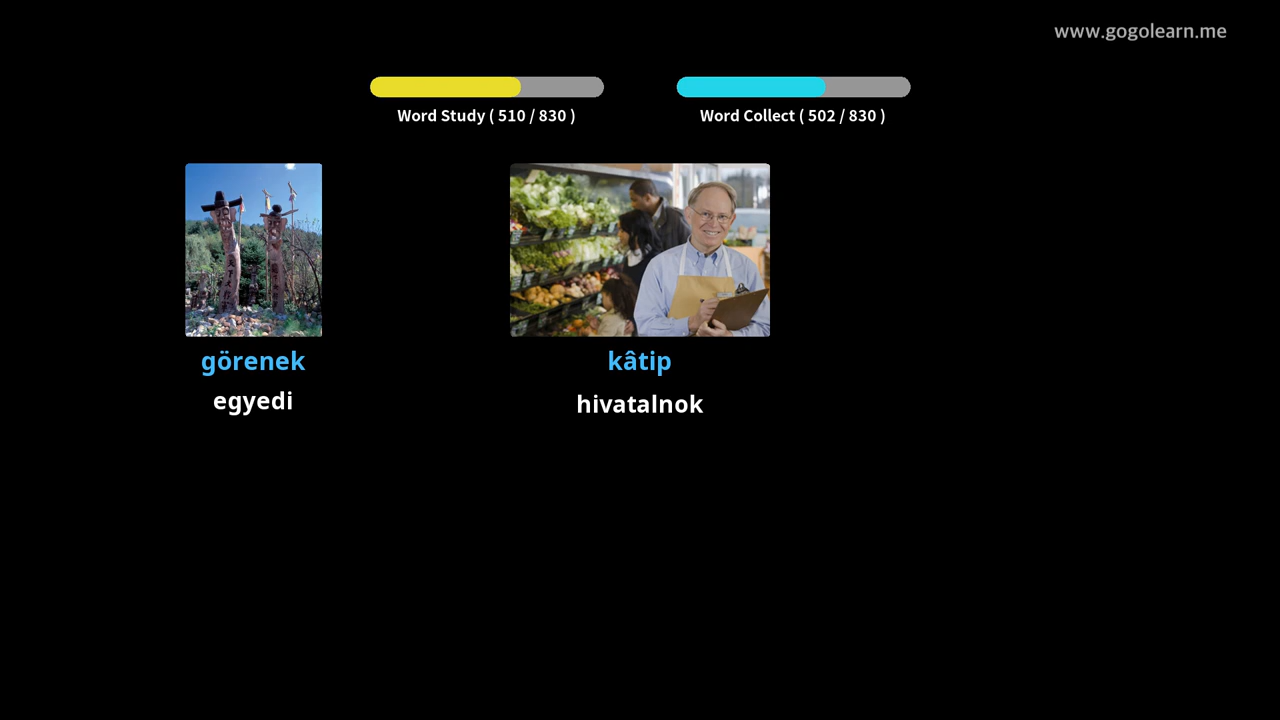 www.gogolearn.me
Word Study ( 510 / 830 )
Word Collect ( 502 / 830 )
görenek
kâtip
egyedi
hivatalnok